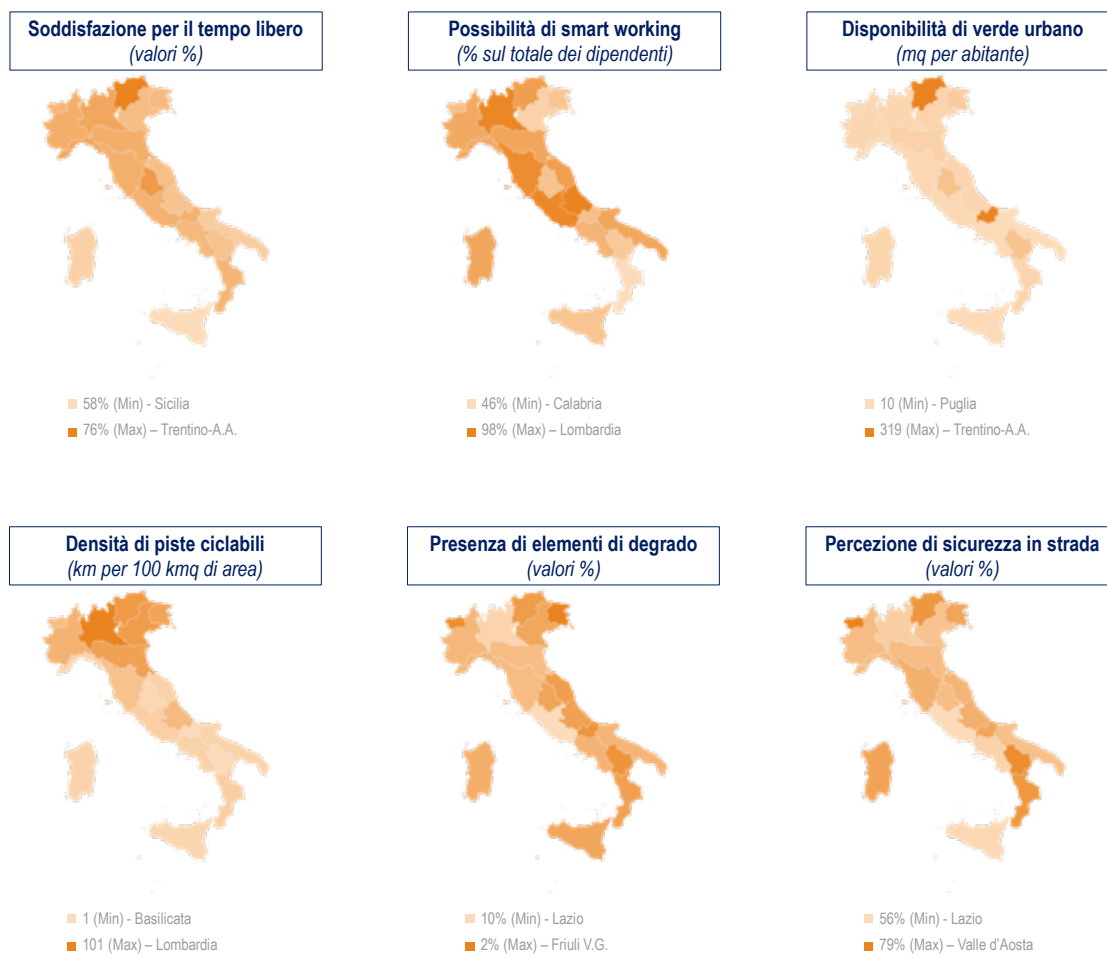 Soddisfazione per il tempo libero
(valori %)
Possibilità di smart working
(% sul totale dei dipendenti)
Disponibilità di verde urbano
(mq per abitante)
58% (Min) - Sicilia
76% (Max) – Trentino-A.A.
46% (Min) - Calabria
98% (Max) – Lombardia
10 (Min) - Puglia
319 (Max) – Trentino-A.A.
Densità di piste ciclabili
(km per 100 kmq di area)
Presenza di elementi di degrado
(valori %)
Percezione di sicurezza in strada
(valori %)
1 (Min) - Basilicata
101 (Max) – Lombardia
10% (Min) - Lazio
2% (Max) – Friuli V.G.
56% (Min) - Lazio
79% (Max) – Valle d'Aosta